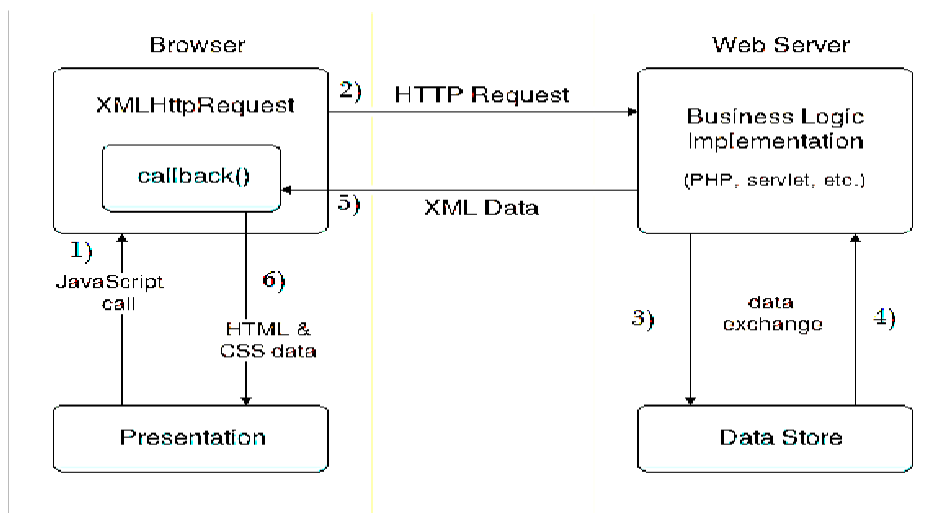 Browser
Web Server
XMLHttpRequest
callback()
2)
HTTP Request
Business Logic
Implementation
(PHP, servlet, etc.)
5)
XML Data
1)
JavaScript
call
6)
HTML &
CSS data
3)
data
exchange
4)
Presentation
Data Store